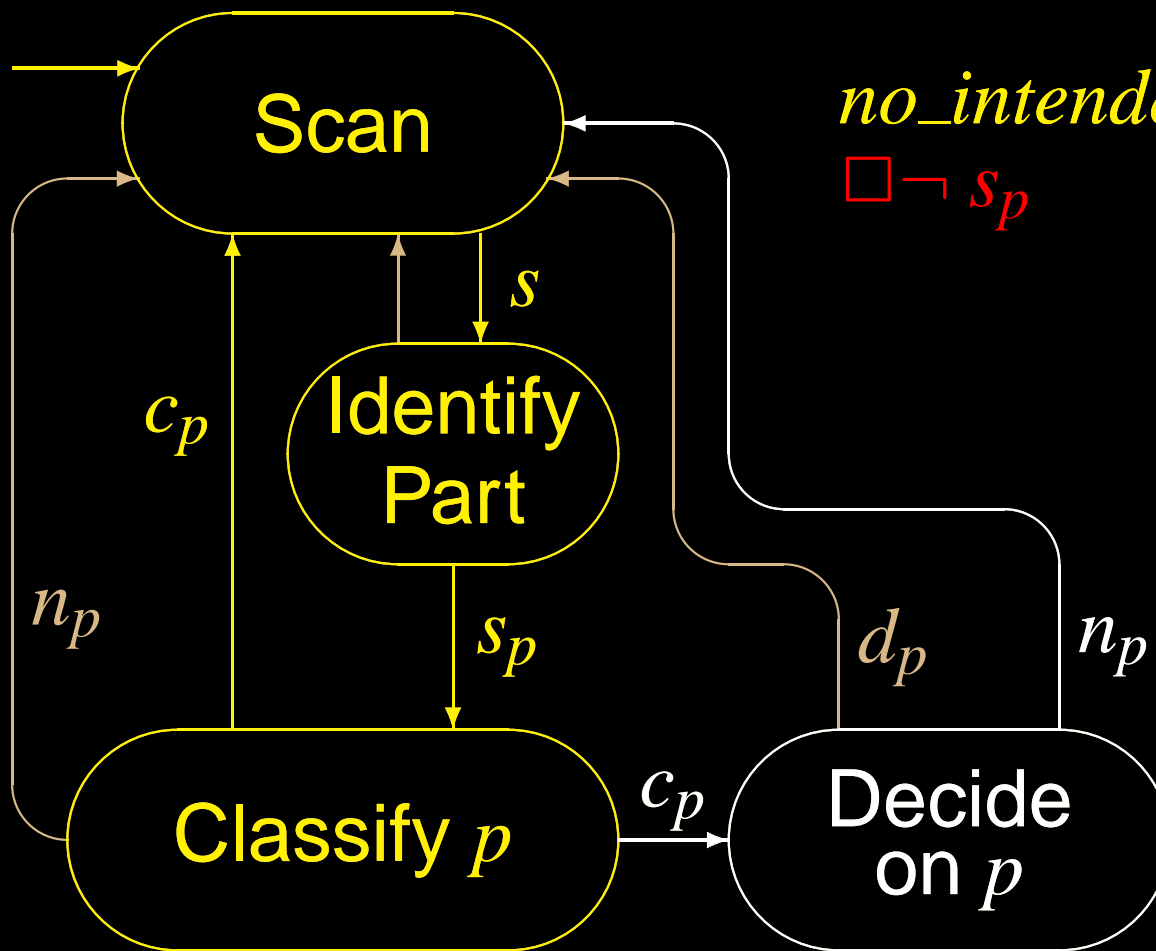 Scan
no_intende
□¬ s_p
s
c_p
Identify
Part
n_p
s_p
d_p
n_p
c_p
Classify p
Decide
on p